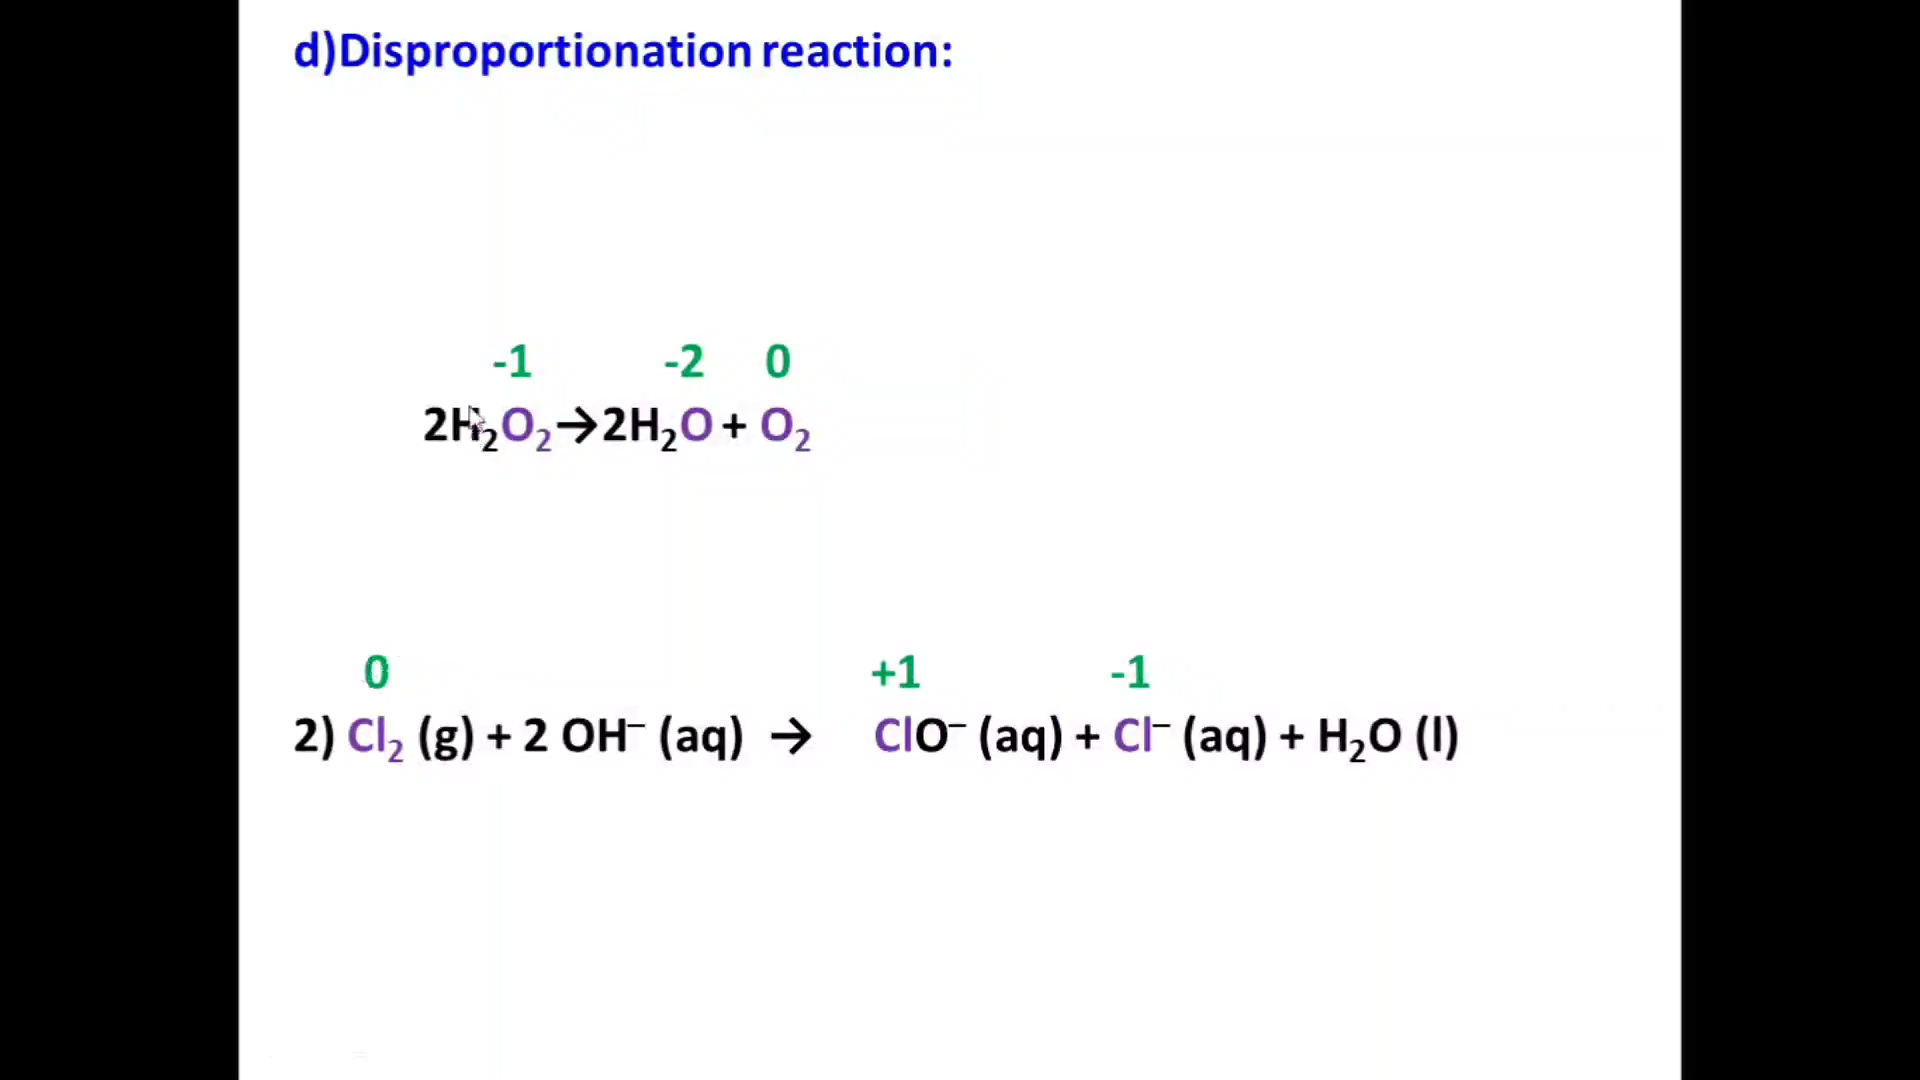 d)Disproportionation reaction:
-1 -2 0
2H₂O₂→2H₂O + O₂
0 +1 -1
2) Cl₂ (g) + 2 OH⁻ (aq) → ClO⁻ (aq) + Cl⁻ (aq) + H₂O (l)